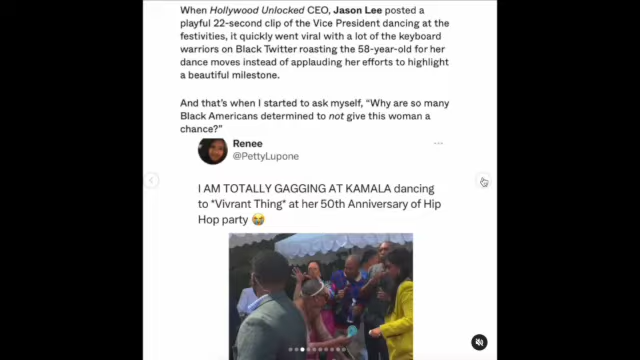 When Hollywood Unlocked CEO, Jason Lee posted a
playful 22-second clip of the Vice President dancing at the
festivities, it quickly went viral with a lot of the keyboard
warriors on Black Twitter roasting the 58-year-old for her
dance moves instead of applauding her efforts to highlight
a beautiful milestone.
And that's when I started to ask myself, “Why are so many
Black Americans determined to not give this woman a
chance?”
Renee
@PettyLupone
I AM TOTALLY GAGGING AT KAMALA dancing
to *Vivrant Thing* at her 50th Anniversary of Hip
Hop party 😭